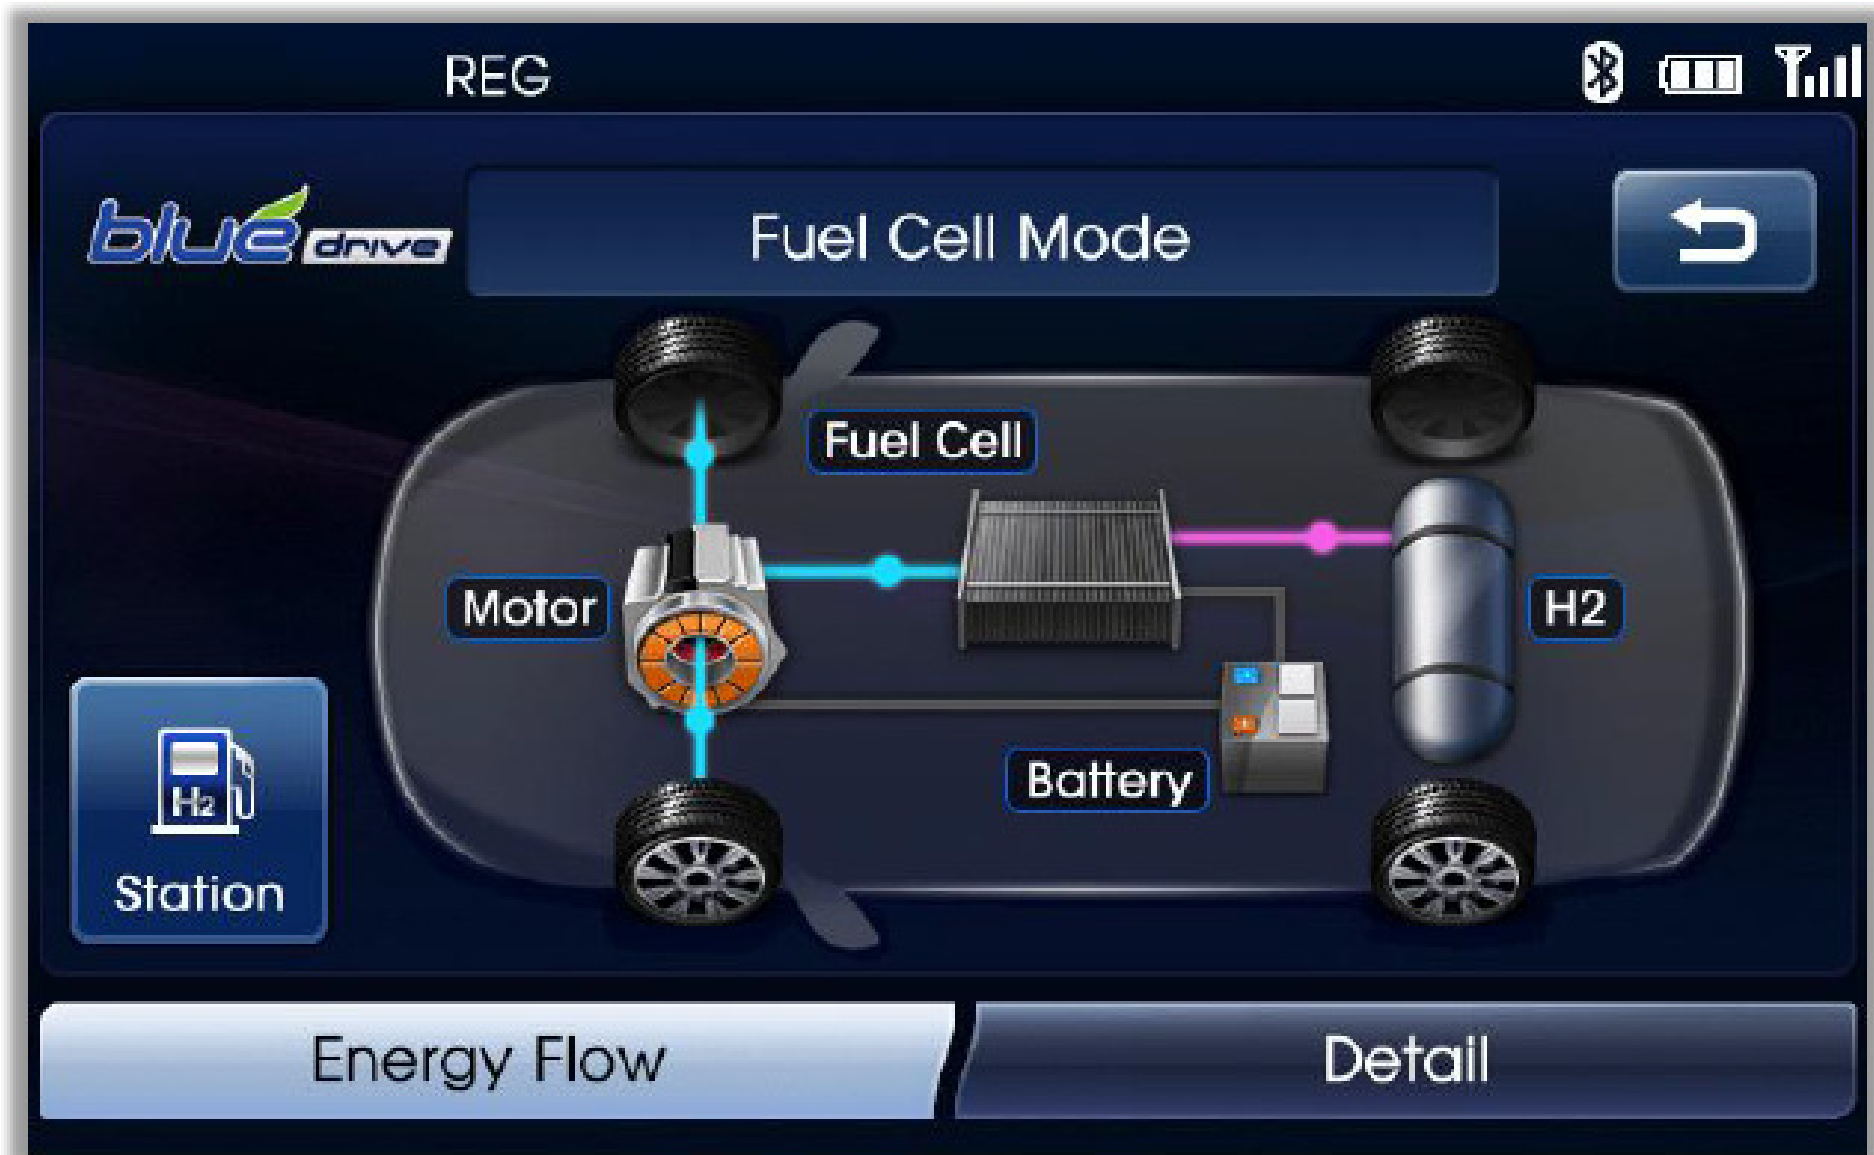 REG
blue drive
Fuel Cell Mode
Fuel Cell
Motor
H2
Battery
H2
Station
Energy Flow
Detail